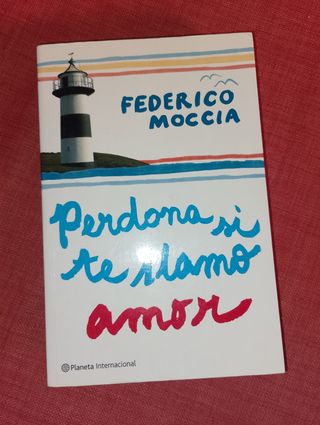 FEDERICO
MOCCIA
Perdona si
te llamo
amor
Planeta Internacional